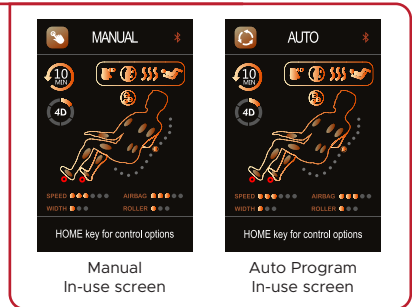 MANUAL
10
MIN
4D
SPEED
AIRBAG
WIDTH
ROLLER
HOME key for control options
Manual
In-use screen
AUTO
10
MIN
4D
SPEED
AIRBAG
WIDTH
ROLLER
HOME key for control options
Auto Program
In-use screen